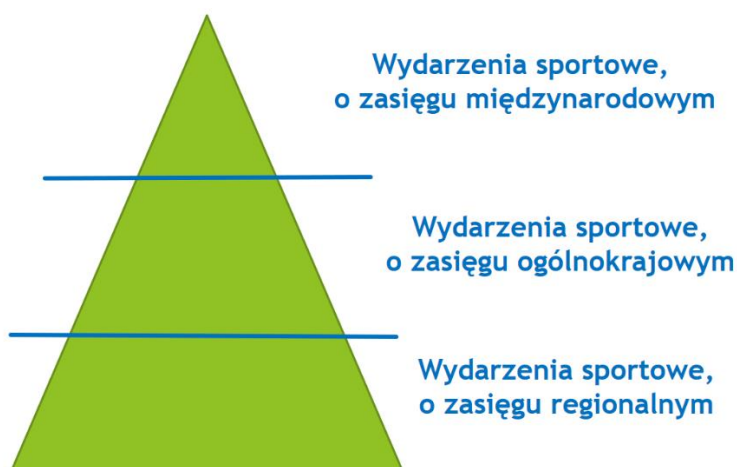 Wydarzenia sportowe,
o zasięgu międzynarodowym
Wydarzenia sportowe,
o zasięgu ogólnokrajowym
Wydarzenia sportowe,
o zasięgu regionalnym